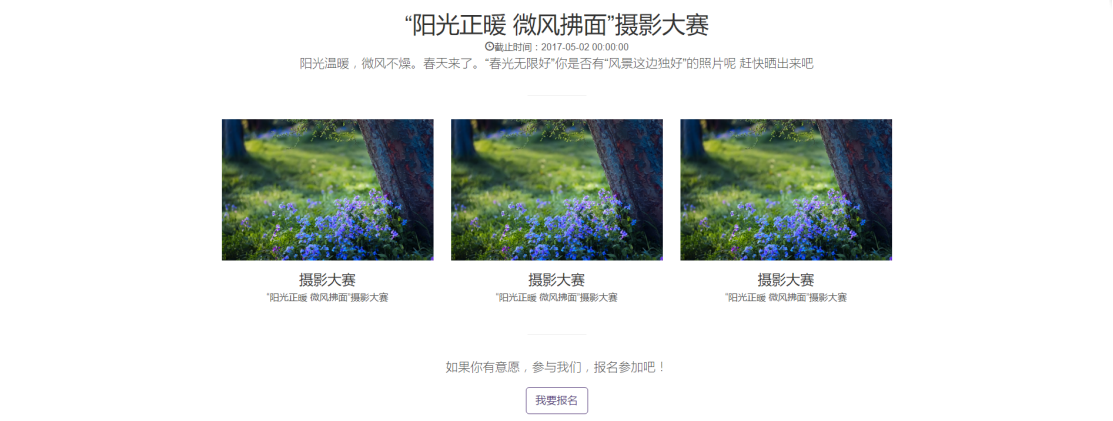 “阳光正暖 微风拂面”摄影大赛
截止时间：2017-05-02 00:00:00
阳光温暖，微风不燥。春天来了。“春光无限好”你是否有“风景这边独好”的照片呢 赶快晒出来吧
摄影大赛 摄影大赛 摄影大赛
“阳光正暖 微风拂面”摄影大赛 “阳光正暖 微风拂面”摄影大赛 “阳光正暖 微风拂面”摄影大赛
如果你有意愿，参与我们，报名参加吧！
我要报名